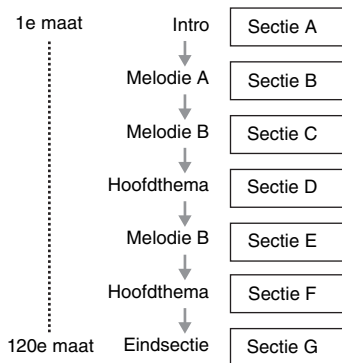 1e maat Intro Sectie A
Melodie A Sectie B
Melodie B Sectie C
Hoofdthema Sectie D
Melodie B Sectie E
Hoofdthema Sectie F
120e maat Eindsectie Sectie G